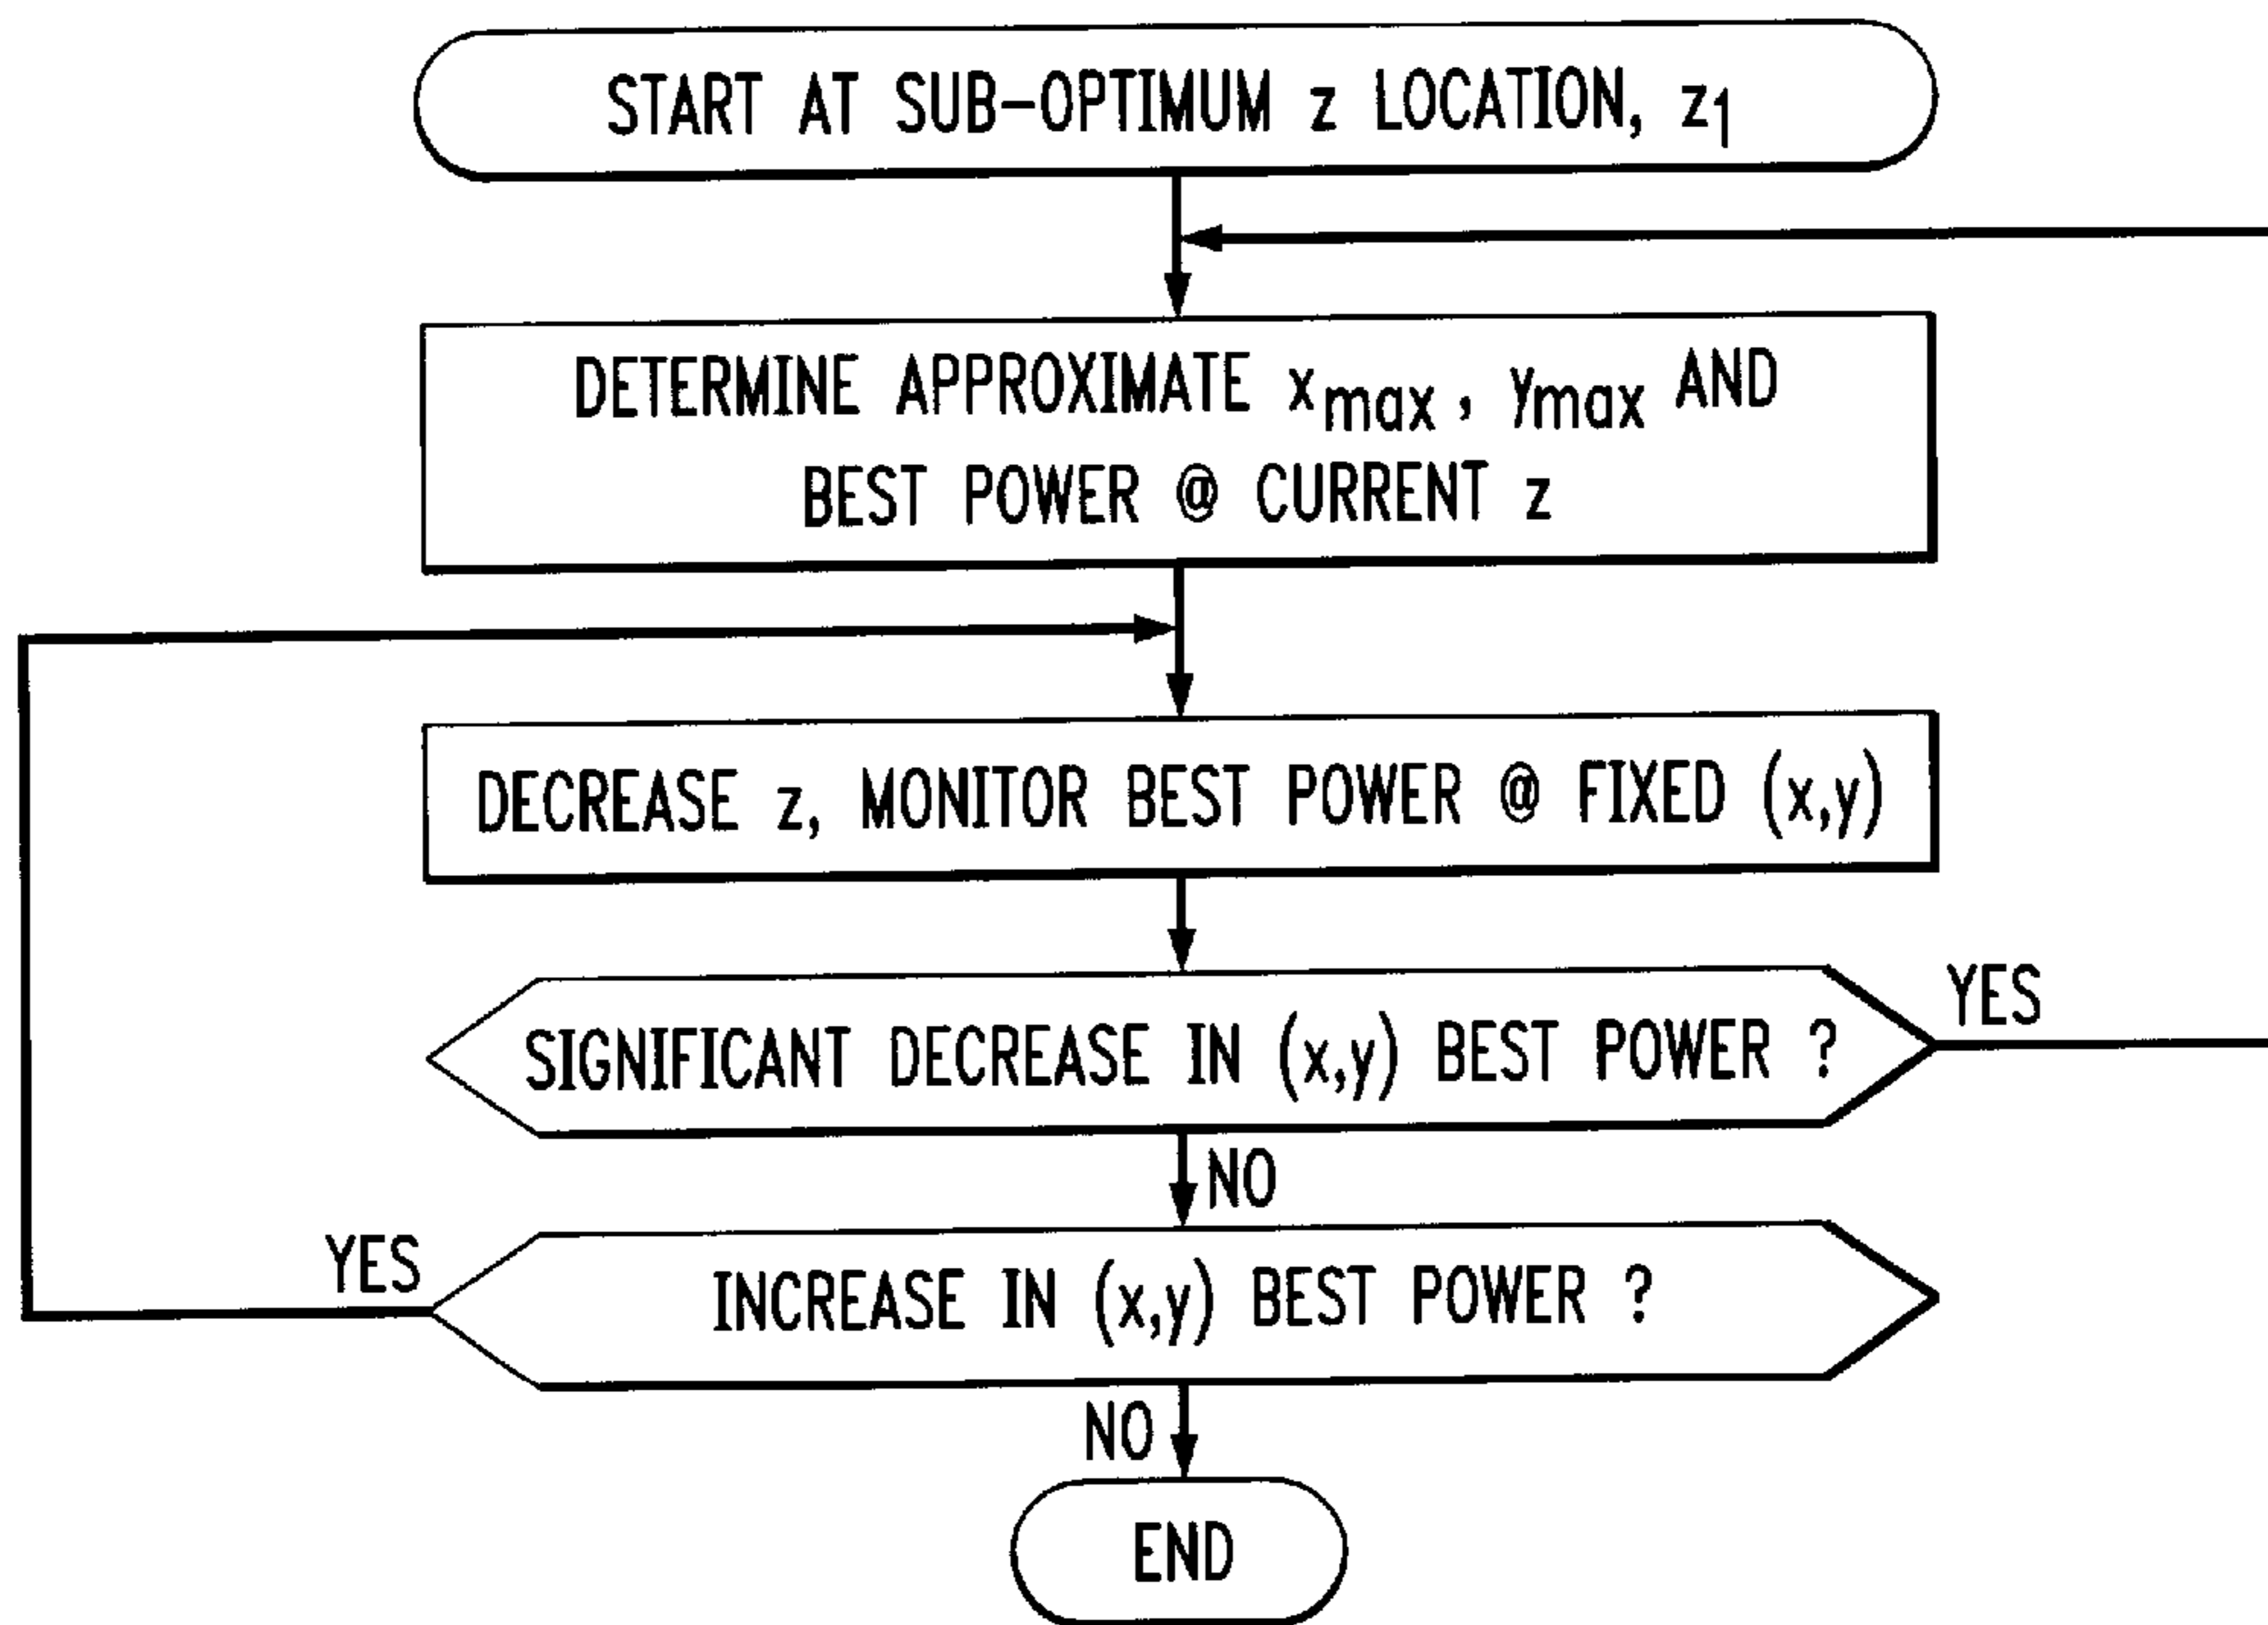 START AT SUB-OPTIMUM z LOCATION, z1
DETERMINE APPROXIMATE xmax, ymax AND
BEST POWER @ CURRENT z
DECREASE z, MONITOR BEST POWER @ FIXED (x,y)
YES
SIGNIFICANT DECREASE IN (x,y) BEST POWER ?
NO
YES
INCREASE IN (x,y) BEST POWER ?
NO
END